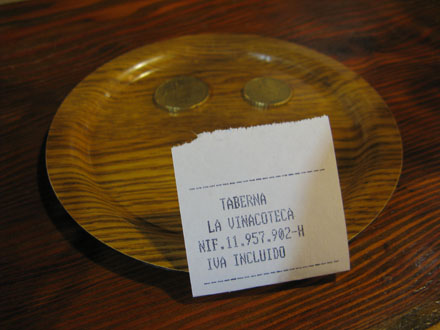 TABERNA
LA VINACOTECA
NIF.11.957.902-H
IVA INCLUIDO